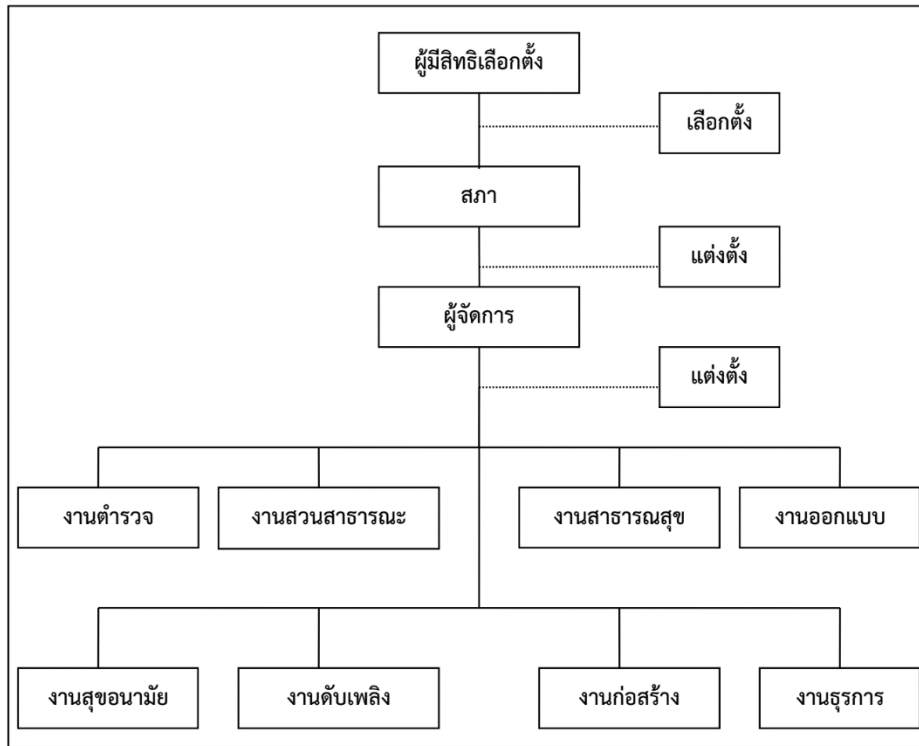 ผู้มีสิทธิเลือกตั้ง
เลือกตั้ง
สภา
แต่งตั้ง
ผู้จัดการ
แต่งตั้ง
งานตำรวจ
งานสวนสาธารณะ
งานสาธารณสุข
งานออกแบบ
งานสุขอนามัย
งานดับเพลิง
งานก่อสร้าง
งานธุรการ